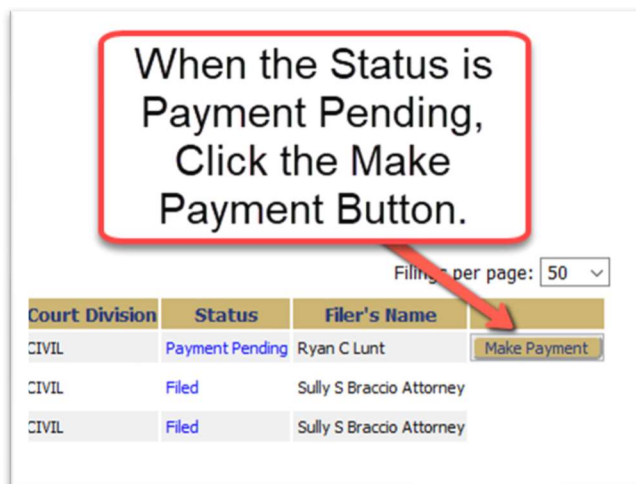 When the Status is
Payment Pending,
Click the Make
Payment Button.
Filings per page: 50
Court Division Status Filer's Name
CIVIL Payment Pending Ryan C Lunt Make Payment
CIVIL Filed Sully S Braccio Attorney
CIVIL Filed Sully S Braccio Attorney